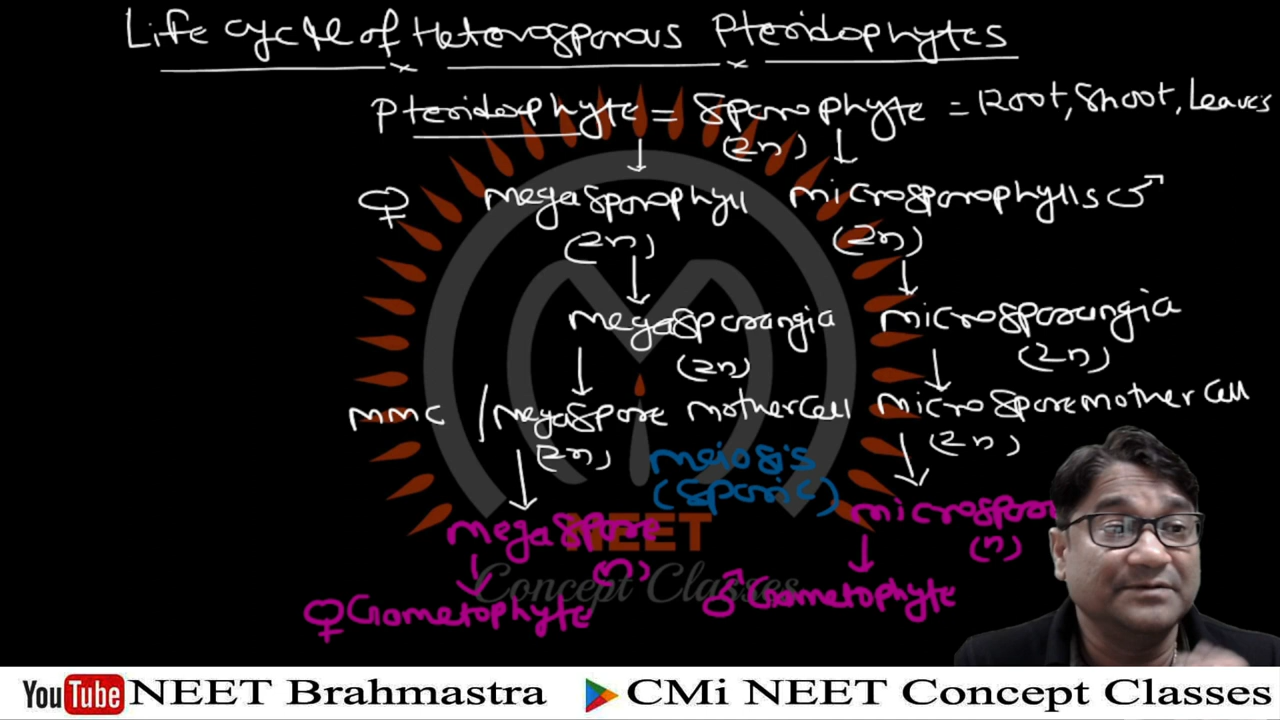 Life cycle of Heterosporous Pteridophytes
Pteridophyte = Sporophyte = Root, Shoot, Leaves
(2n)
♀ Megasporophyll Microsporophylls ♂
(2n) (2n)
Megasporangia Microsporangia
(2n) (2n)
MMC / Megaspore Mother Cell Microspore mother Cell
(2n) (2n)
Meiosis
(Sporic)
Megaspore Microspor
(n) (n)
NEET
Concept Classes
♀ Gametophyte ♂ Gametophyte
YouTube NEET Brahmastra CMi NEET Concept Classes